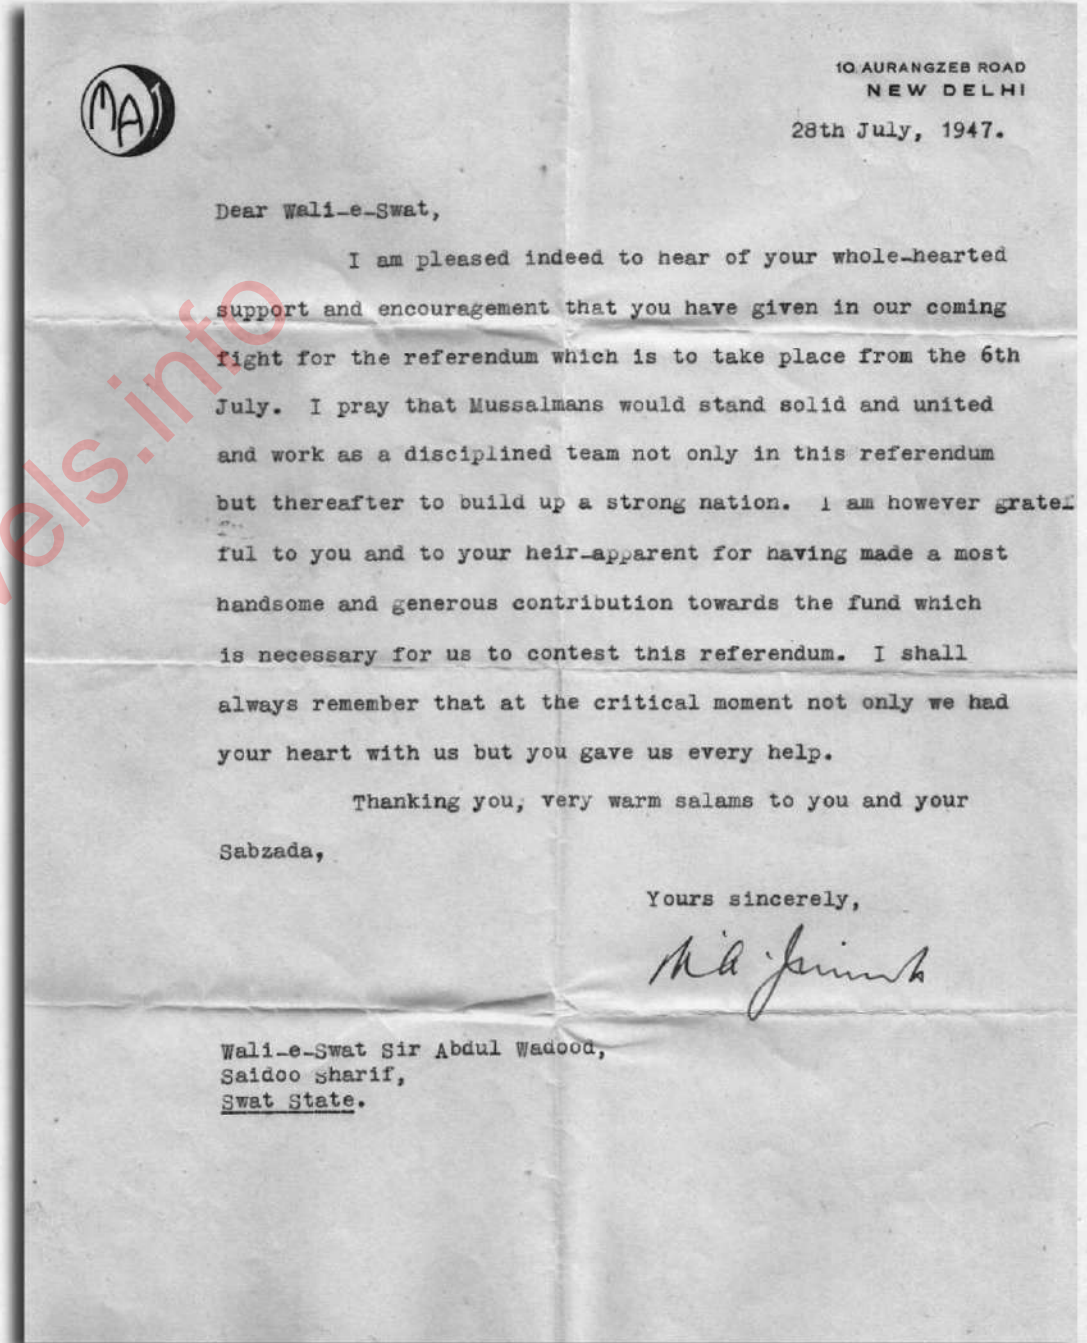 MAJ
10 AURANGZEB ROAD
NEW DELHI
28th July, 1947.
Dear Wali-e-Swat,
I am pleased indeed to hear of your whole-hearted
support and encouragement that you have given in our coming
fight for the referendum which is to take place from the 6th
July. I pray that Mussalmans would stand solid and united
and work as a disciplined team not only in this referendum
but thereafter to build up a strong nation. I am however grate-
ful to you and to your heir-apparent for having made a most
handsome and generous contribution towards the fund which
is necessary for us to contest this referendum. I shall
always remember that at the critical moment not only we had
your heart with us but you gave us every help.
Thanking you, very warm salams to you and your
Sabzada,
Yours sincerely,
M.A. Jinnah
Wali-e-Swat Sir Abdul Wadood,
Saidoo Sharif,
Swat State.
vels.info